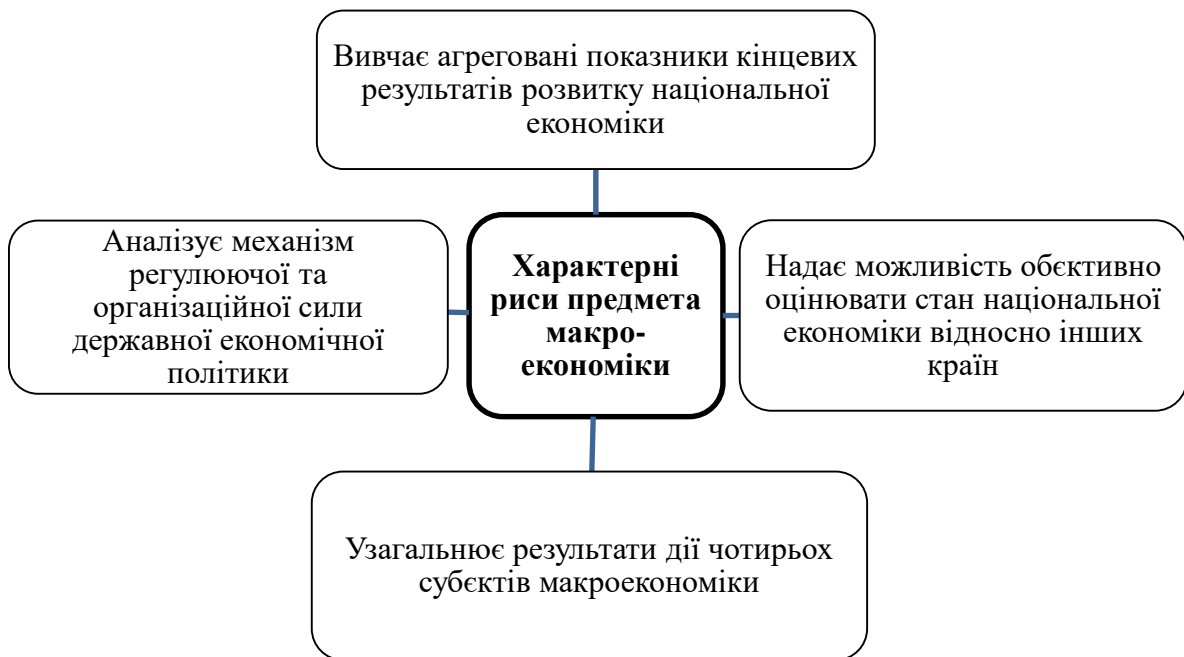 Вивчає агреговані показники кінцевих
результатів розвитку національної
економіки
Аналізує механізм
регулюючої та
організаційної сили
державної економічної
політики
Характерні
риси предмета
макро-
економіки
Надає можливість обєктивно
оцінювати стан національної
економіки відносно інших
країн
Узагальнює результати дії чотирьох
субєктів макроекономіки